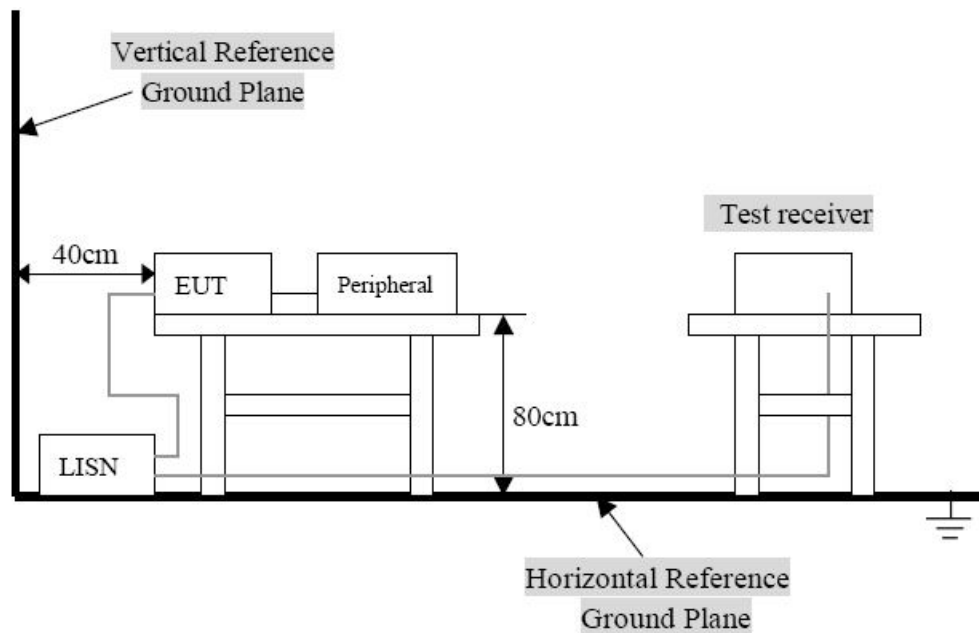 Vertical Reference
Ground Plane
Test receiver
40cm
EUT
Peripheral
80cm
LISN
Horizontal Reference
Ground Plane